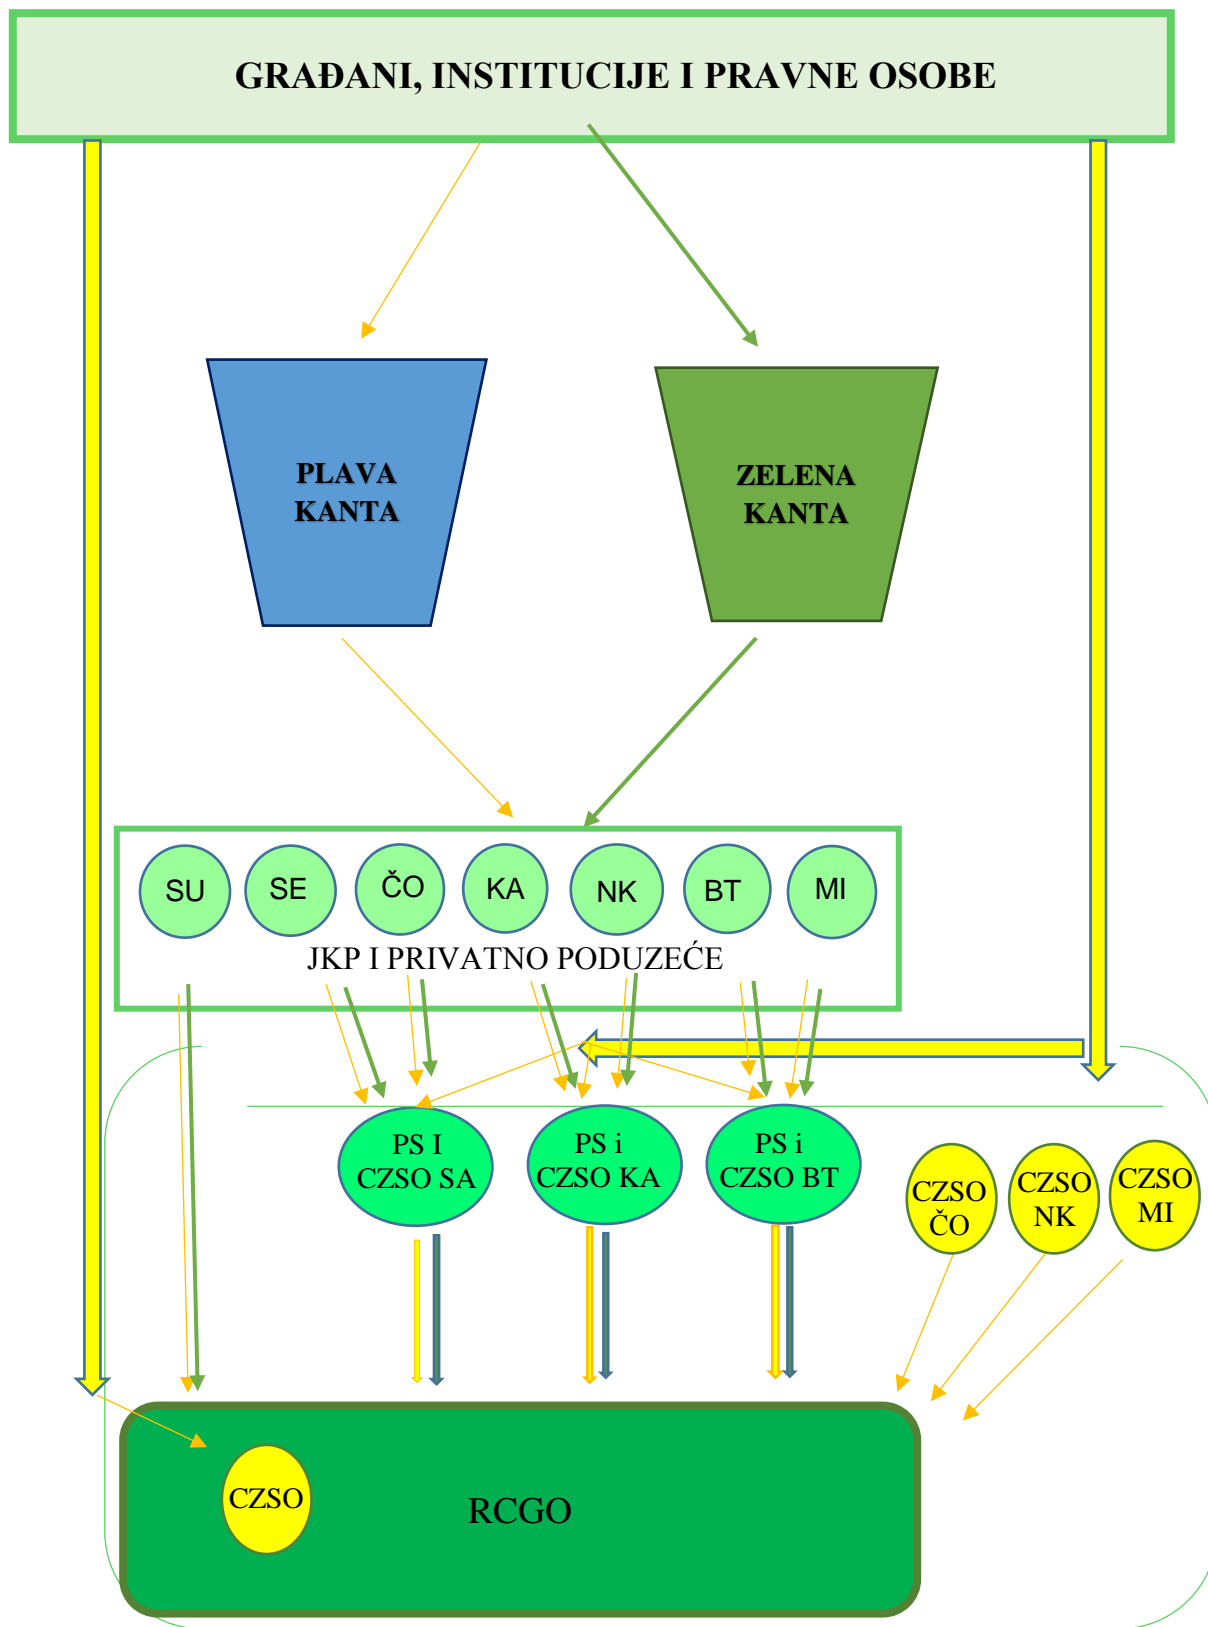 GRAĐANI, INSTITUCIJE I PRAVNE OSOBE
PLAVA
KANTA
ZELENA
KANTA
SU
SE
ČO
KA
NK
BT
MI
JKP I PRIVATNO PODUZEĆE
PS I
CZSO SA
PS i
CZSO KA
PS i
CZSO BT
CZSO
ČO
CZSO
NK
CZSO
MI
CZSO
RCGO